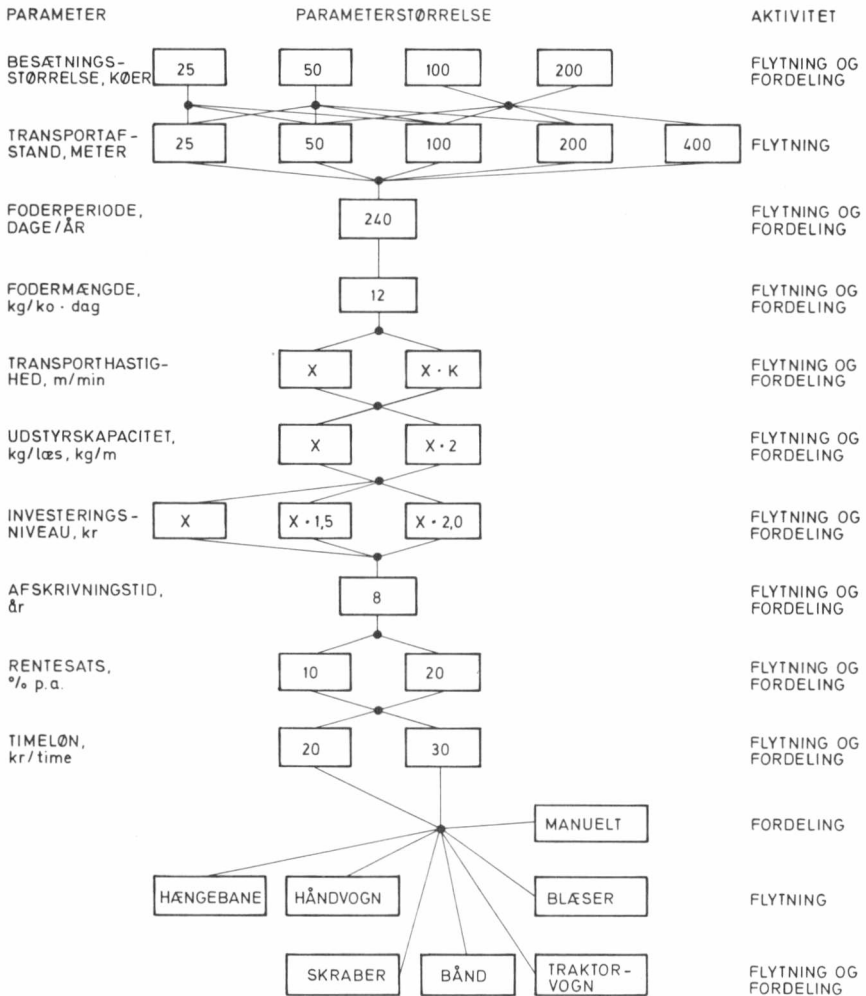 PARAMETER PARAMETERSTØRRELSE AKTIVITET
BESÆTNINGS-
STØRRELSE, KØER 25 50 100 200 FLYTNING OG
FORDELING
TRANSPORTAF-
STAND, METER 25 50 100 200 400 FLYTNING
FODERPERIODE,
DAGE/ÅR 240 FLYTNING OG
FORDELING
FODERMÆNGDE,
kg/ko · dag 12 FLYTNING OG
FORDELING
TRANSPORTHASTIG-
HED, m/min X X · K FLYTNING OG
FORDELING
UDSTYRSKAPACITET,
kg/læs, kg/m X X · 2 FLYTNING OG
FORDELING
INVESTERINGS-
NIVEAU, kr X X · 1,5 X · 2,0 FLYTNING OG
FORDELING
AFSKRIVNINGSTID,
år 8 FLYTNING OG
FORDELING
RENTESATS,
% p.a. 10 20 FLYTNING OG
FORDELING
TIMELØN,
kr/time 20 30 FLYTNING OG
FORDELING
MANUELT FORDELING
HÆNGEBANE HÅNDVOGN BLÆSER FLYTNING
SKRABER BÅND TRAKTOR-
VOGN FLYTNING OG
FORDELING